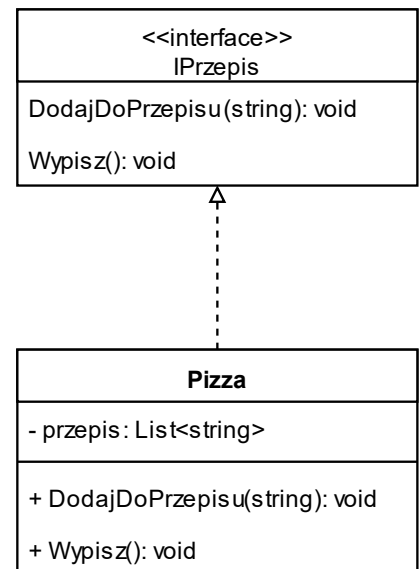 <<interface>>
IPrzepis
DodajDoPrzepisu(string): void
Wypisz(): void
Pizza
- przepis: List<string>
+ DodajDoPrzepisu(string): void
+ Wypisz(): void